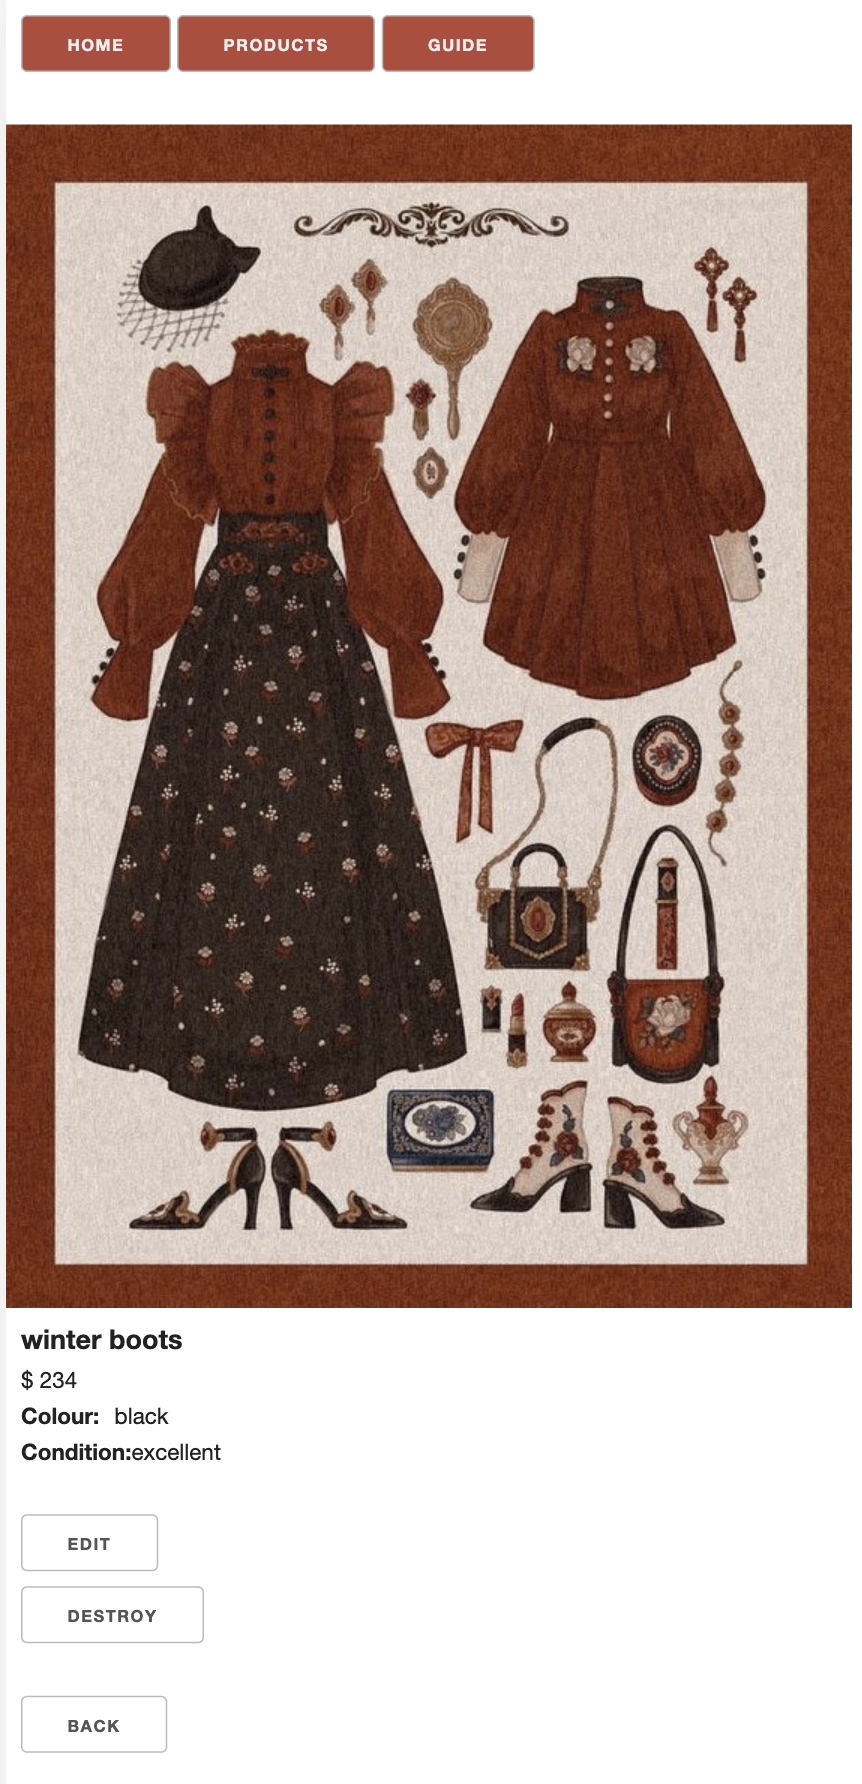 HOME PRODUCTS GUIDE
winter boots
$ 234
Colour: black
Condition:excellent
EDIT
DESTROY
BACK